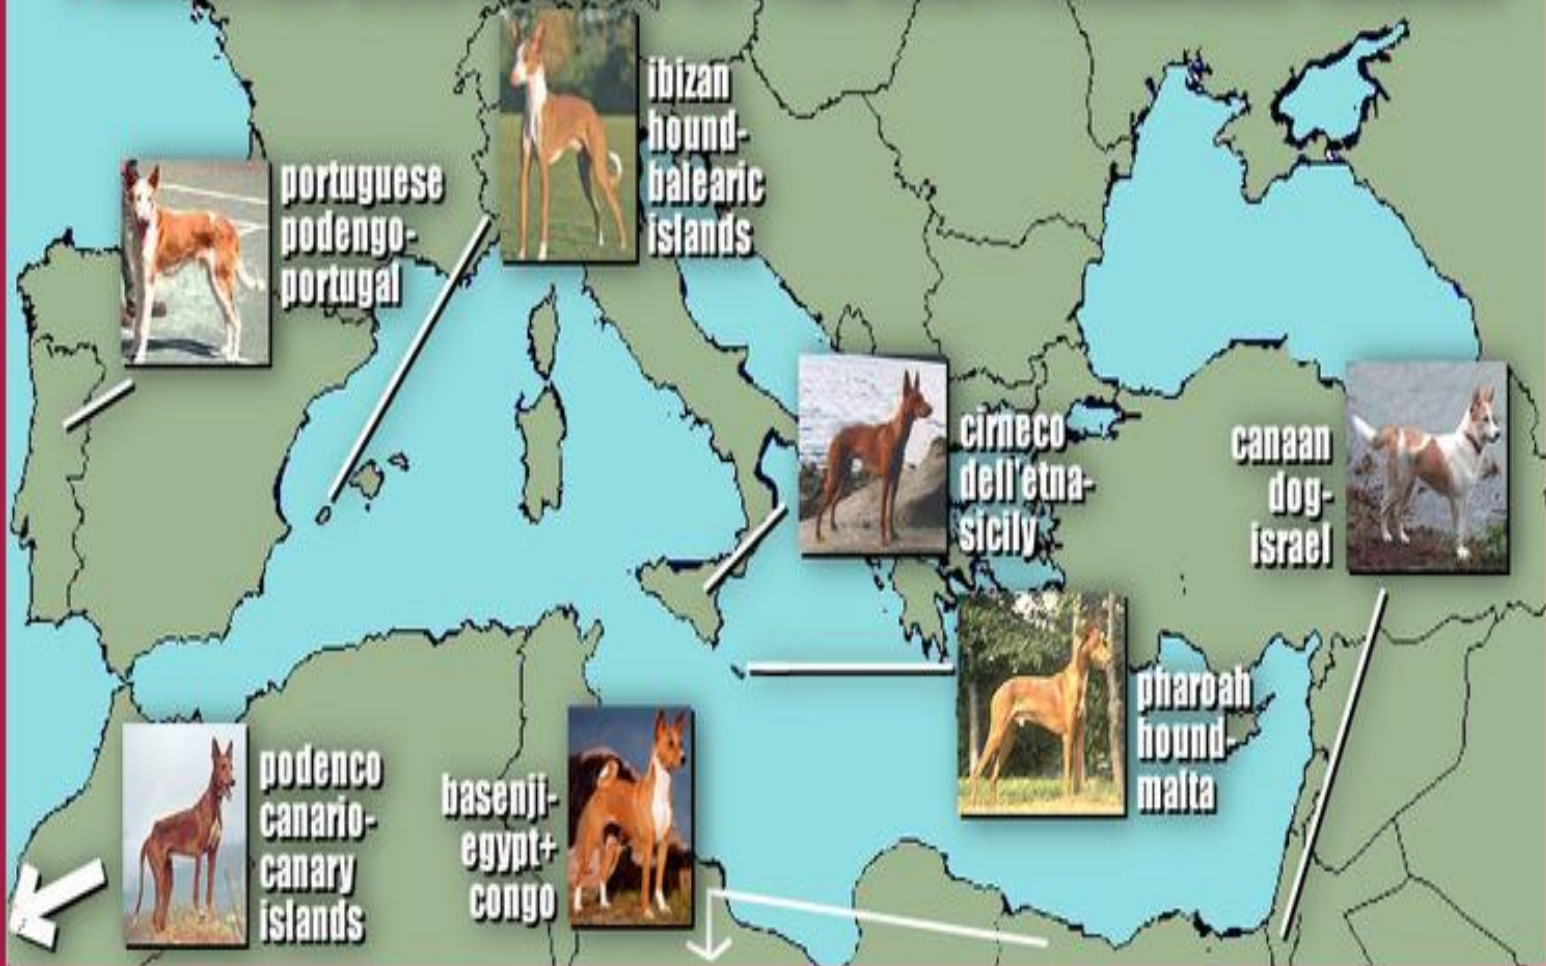 ibizan
hound-
balearic
islands
portuguese
podengo-
portugal
cirneco
dell'etna-
sicily
canaan
dog-
israel
pharoah
hound-
malta
podenco
canario-
canary
islands
basenji-
egypt+
congo